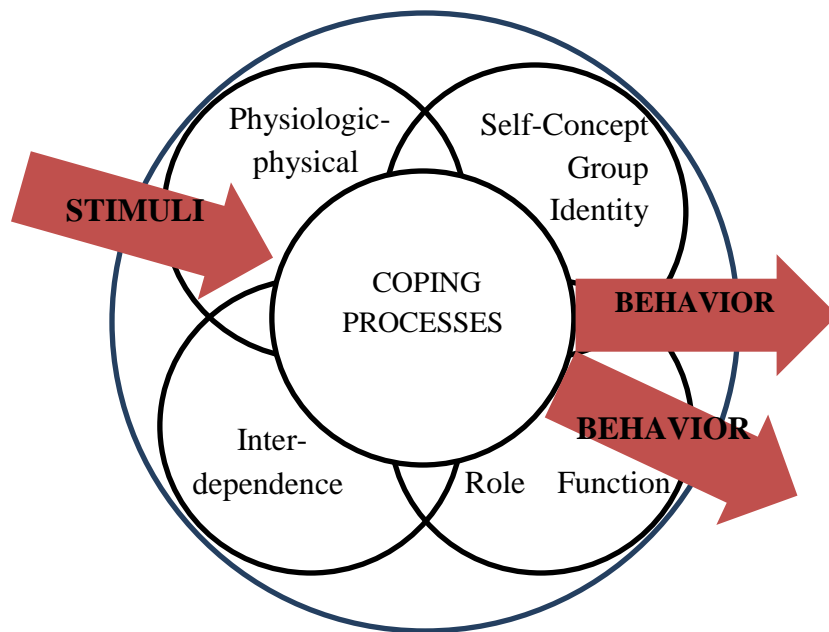 Physiologic-
physical
Self-Concept
Group
Identity
STIMULI
COPING
PROCESSES
BEHAVIOR
BEHAVIOR
Inter-
dependence
Role Function